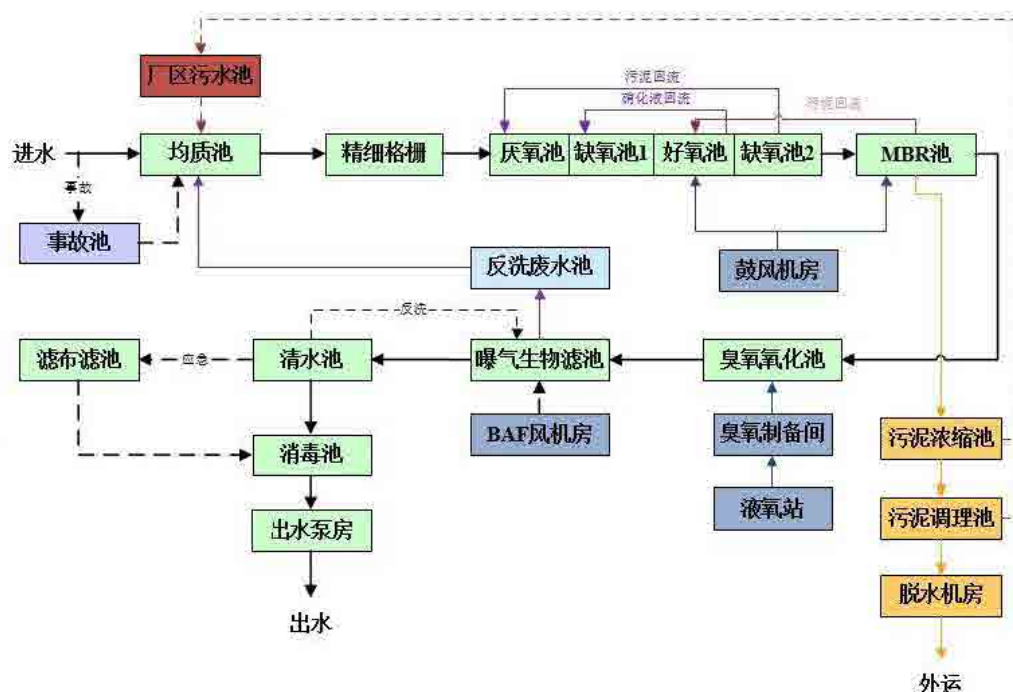 厂区污水池
污泥回流
硝化液回流
污泥回流
进水
均质池
精细格栅
厌氧池
缺氧池1
好氧池
缺氧池2
MBR池
事故
事故池
反洗废水池
鼓风机房
反洗
滤布滤池
应急
清水池
曝气生物滤池
臭氧氧化池
BAF风机房
臭氧制备间
污泥浓缩池
消毒池
液氧站
污泥调理池
出水泵房
脱水机房
出水
外运